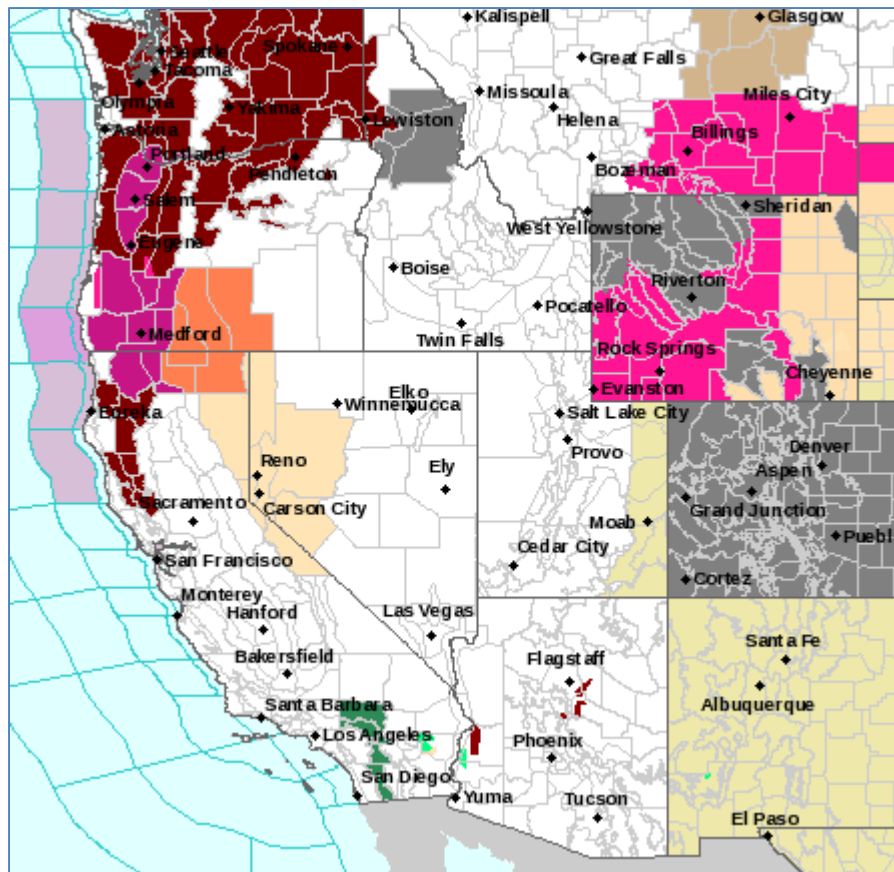 Kalispell
Glasgow
Seattle
Spokane
Great Falls
Tacoma
Missoula
Miles City
Olympia
Yakima
Helena
Lewiston
Astoria
Billings
Portland
Pendleton
Bozeman
Salem
Sheridan
West Yellowstone
Eugene
Boise
Riverton
Pocatello
Medford
Twin Falls
Rock Springs
Cheyenne
Elko
Evanston
Eureka
Winnemucca
Salt Lake City
Provo
Denver
Reno
Ely
Aspen
Sacramento
Carson City
Grand Junction
Moab
Puebl
San Francisco
Cedar City
Cortez
Monterey
Hanford
Las Vegas
Santa Fe
Bakersfield
Flagstaff
Albuquerque
Santa Barbara
Los Angeles
Phoenix
San Diego
Yuma
Tucson
El Paso